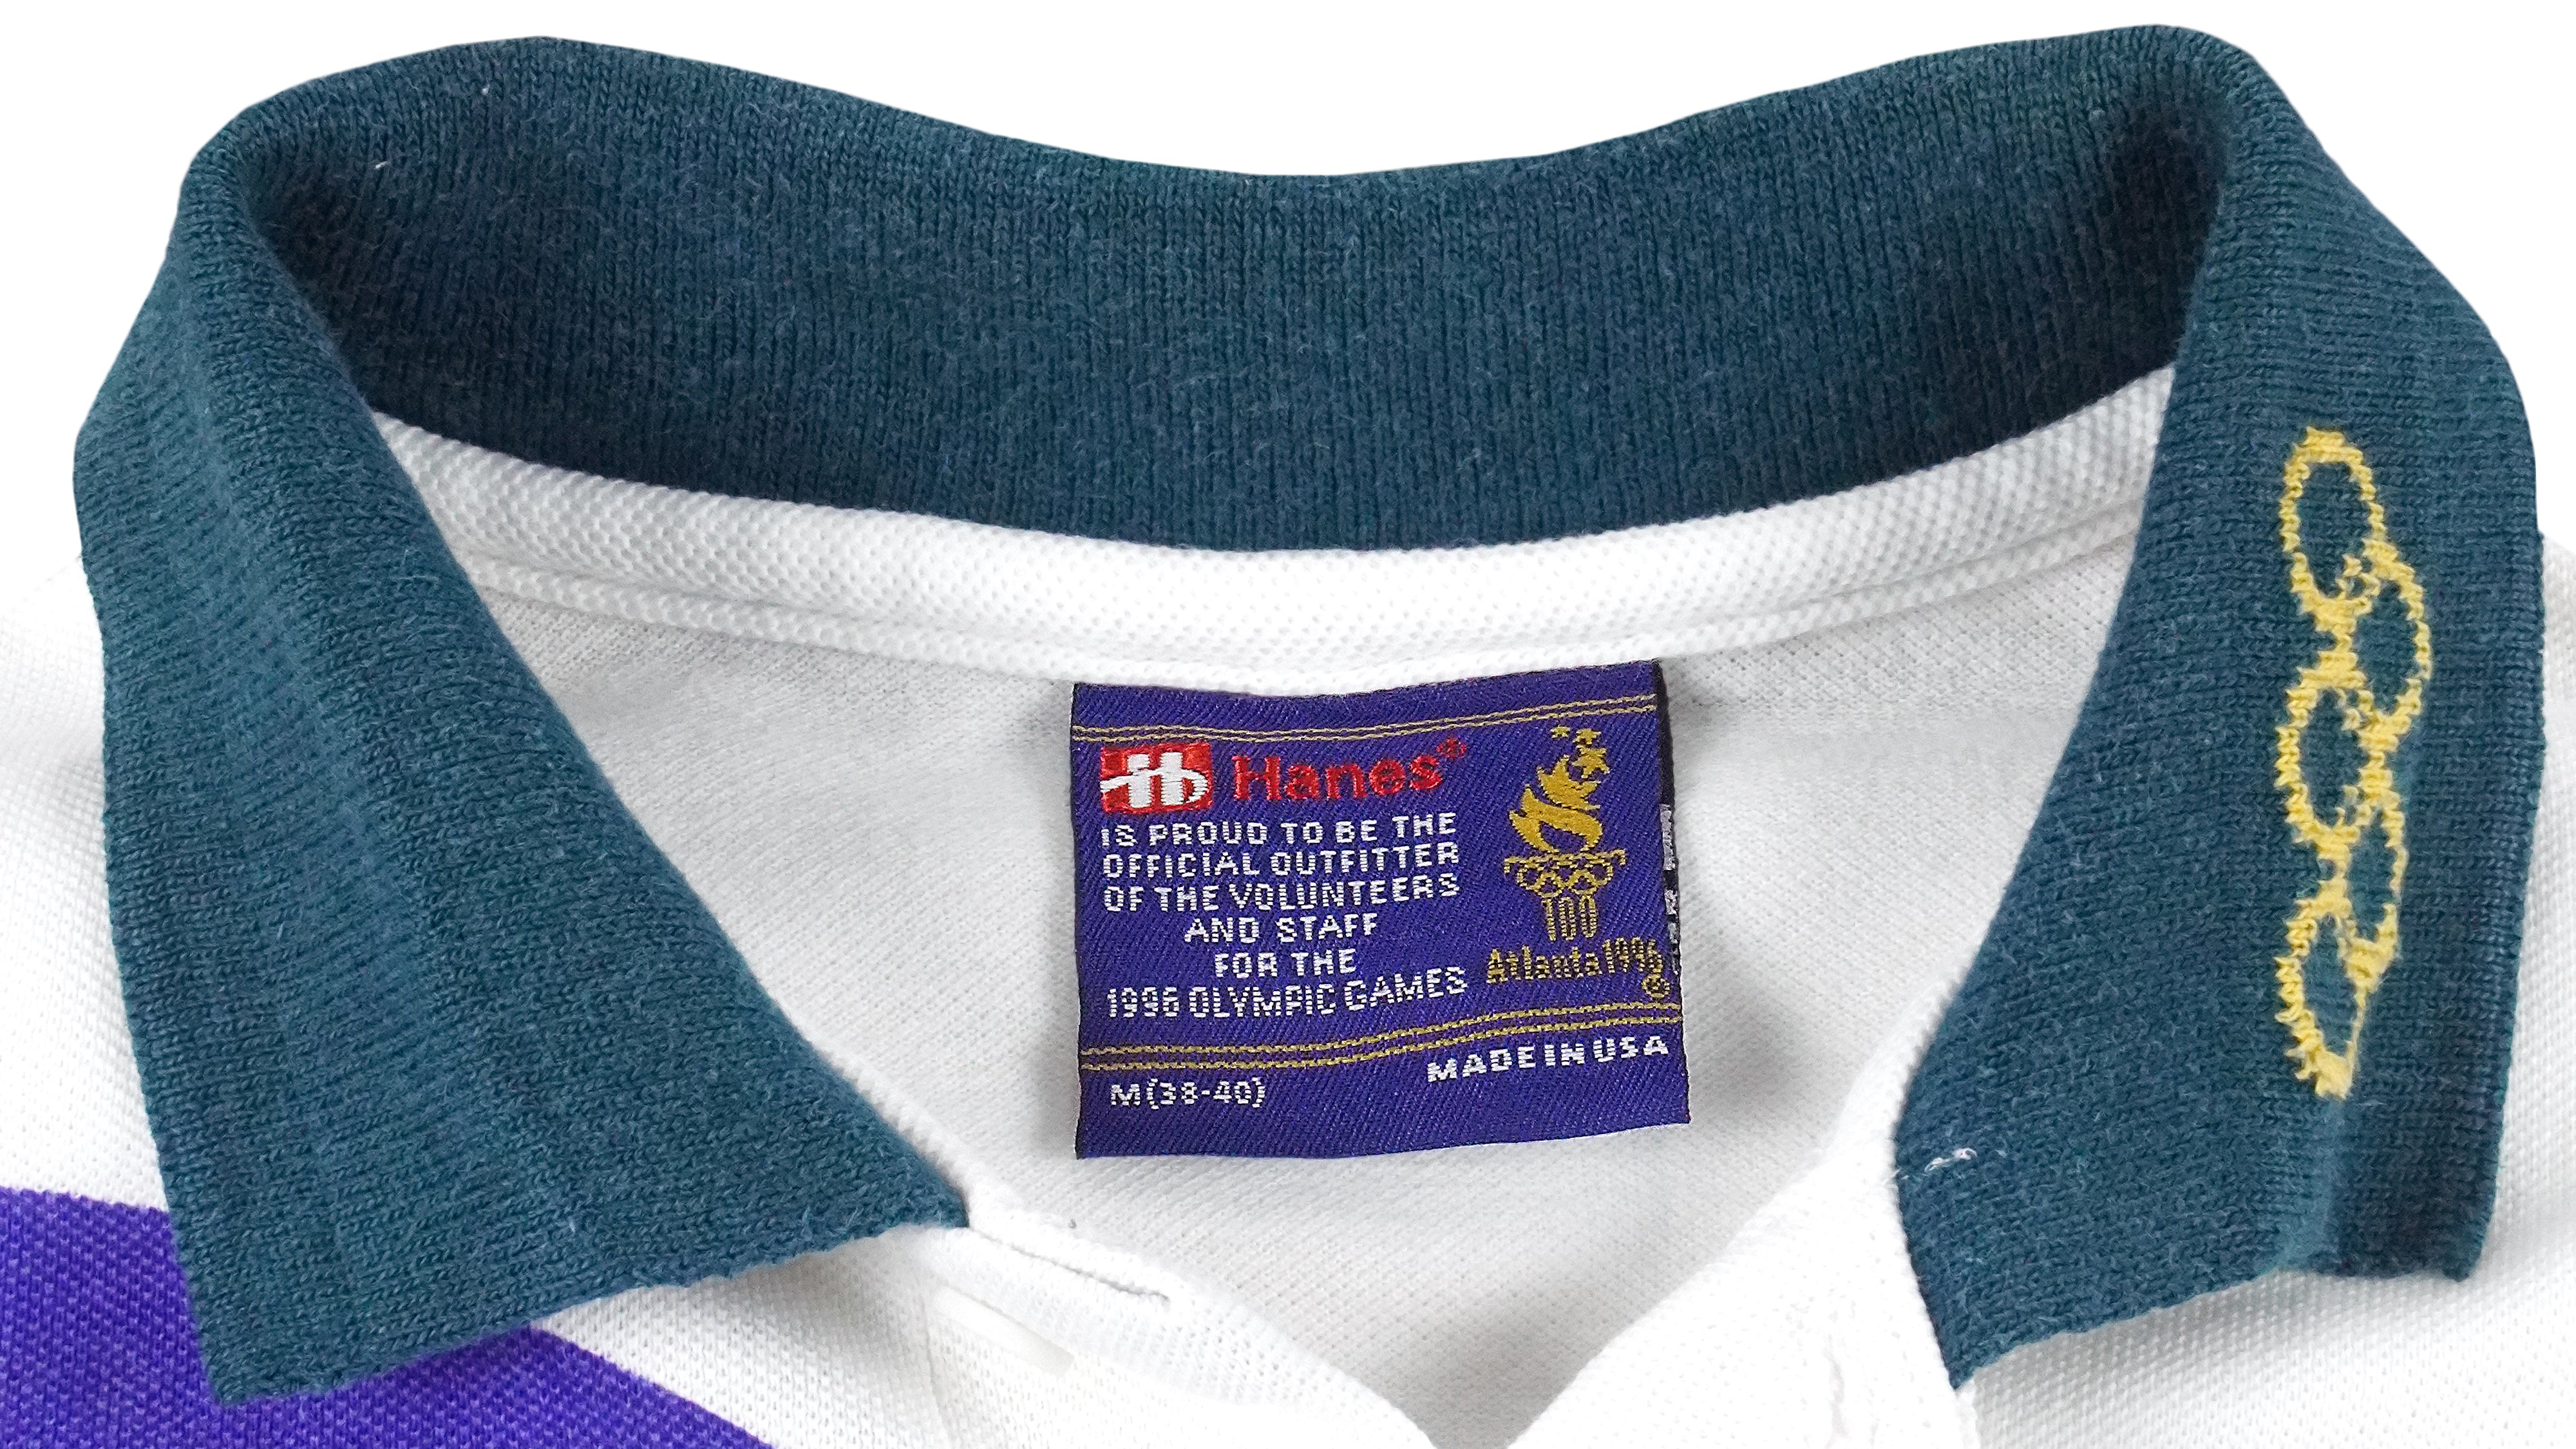 Hanes®
IS PROUD TO BE THE
OFFICIAL OUTFITTER
OF THE VOLUNTEERS
AND STAFF
FOR THE
1996 OLYMPIC GAMES
100
Atlanta 1996
MADE IN USA
M (38-40)